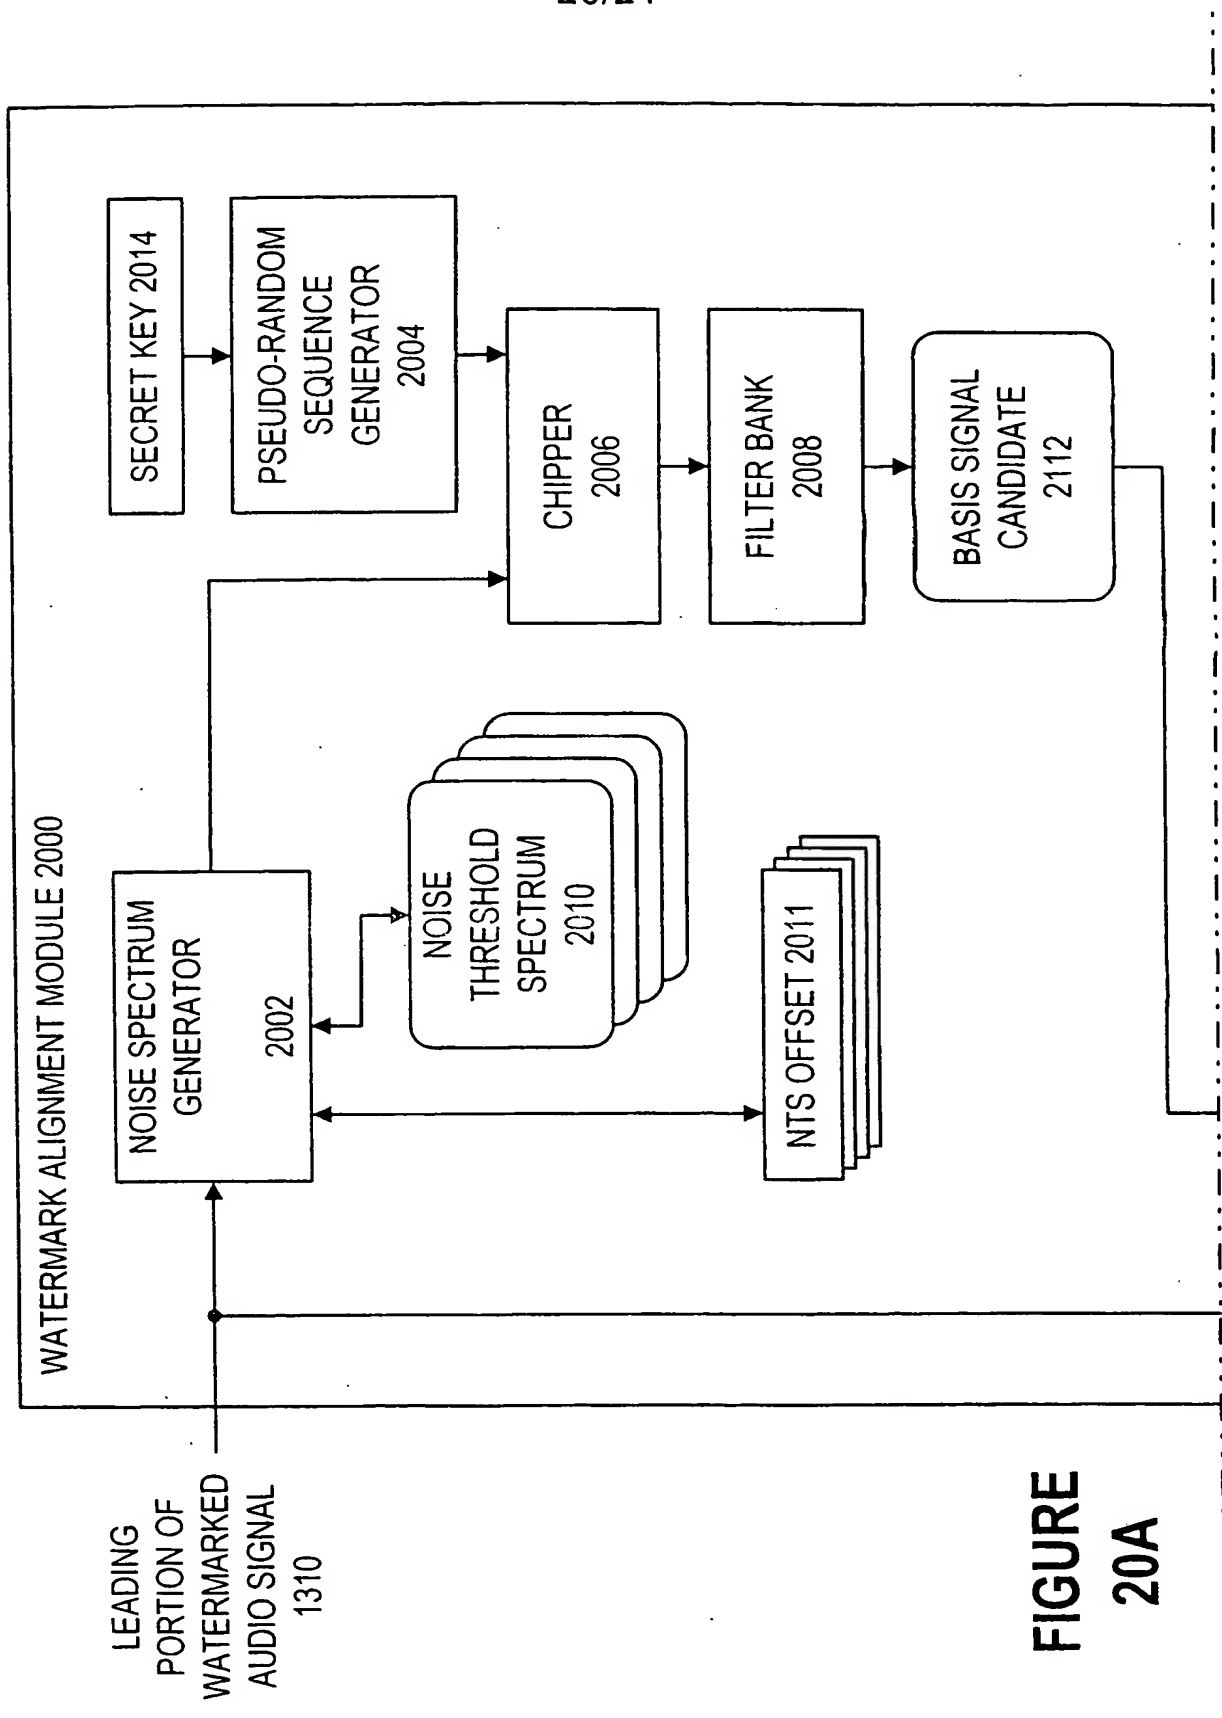 WATERMARK ALIGNMENT MODULE 2000
LEADING
PORTION OF
WATERMARKED
AUDIO SIGNAL
1310
NOISE SPECTRUM
GENERATOR
2002
SECRET KEY 2014
PSEUDO-RANDOM
SEQUENCE
GENERATOR
2004
NOISE
THRESHOLD
SPECTRUM
2010
CHIPPER
2006
NTS OFFSET 2011
FILTER BANK
2008
BASIS SIGNAL
CANDIDATE
2112
FIGURE
20A